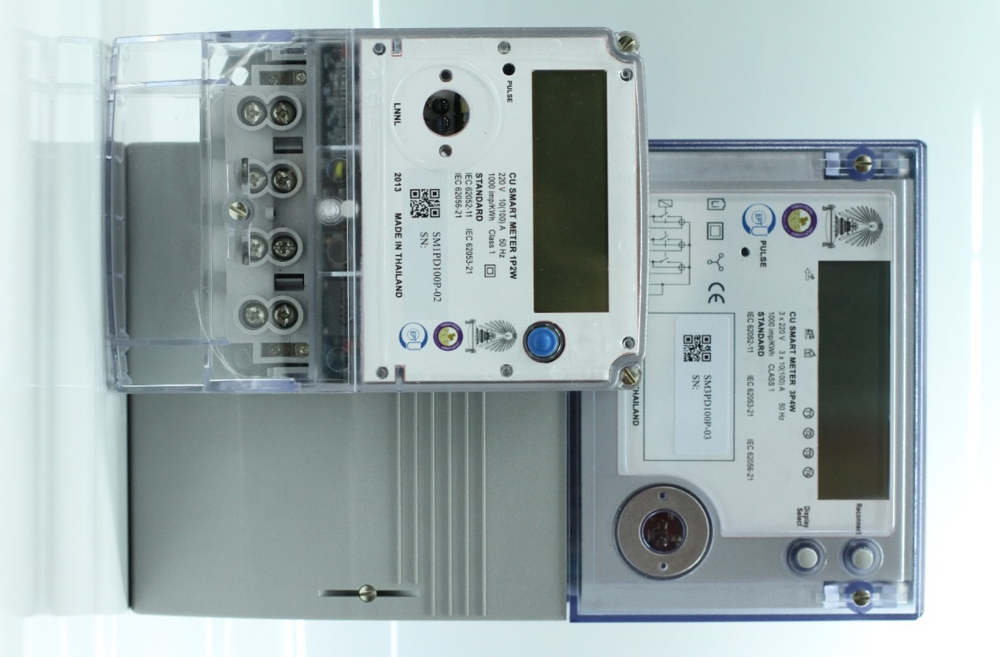 PULSE
LNNL
CU SMART METER 1P2W
220 V 10(100) A 50 Hz
1000 imp/KWh Class 1
STANDARD
IEC 62052-11 IEC 62053-21
IEC 62056-21
SM1PD100P-02
SN:
2013 MADE IN THAILAND
EPT
PULSE
EPT
CE
CU SMART METER 3P4W
3 x 220 V 3 x 10(100) A 50 Hz
1000 imp/KWh CLASS 1
STANDARD
IEC 62052-11 IEC 62053-21 IEC 62056-21
SM3PD100P-03
SN:
THAILAND
Reconnect
Display
Select